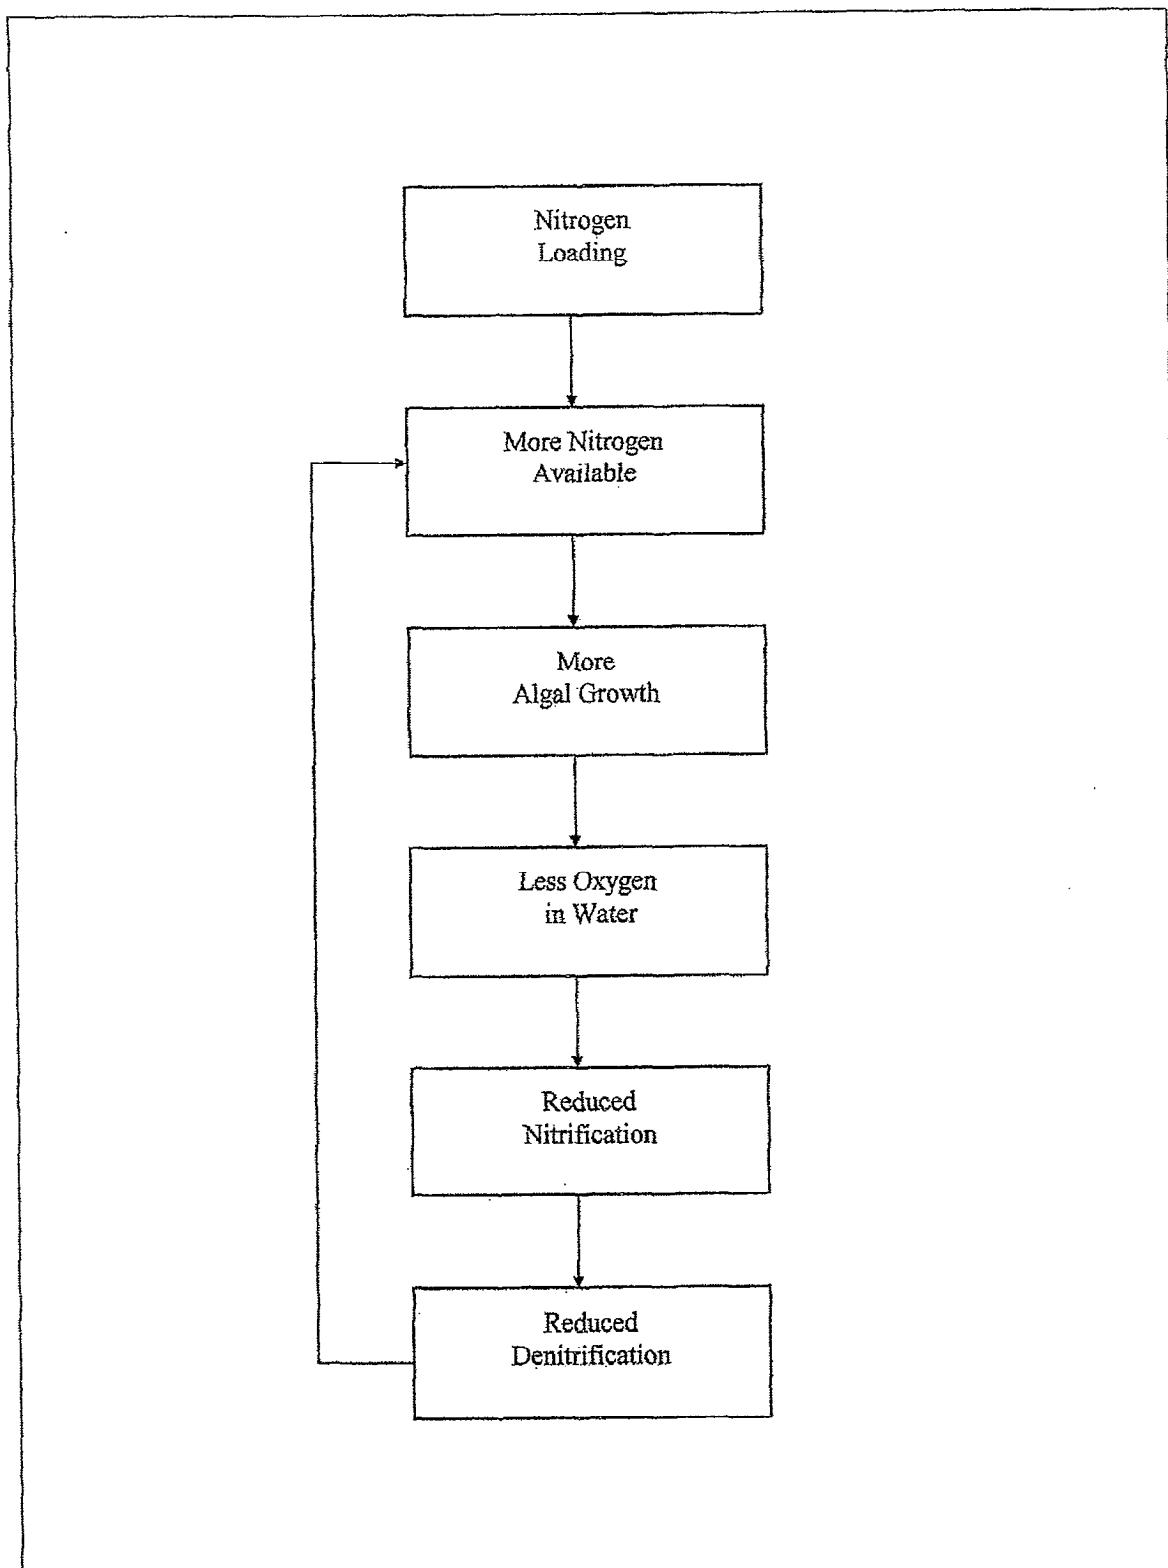 Nitrogen
Loading
More Nitrogen
Available
More
Algal Growth
Less Oxygen
in Water
Reduced
Nitrification
Reduced
Denitrification